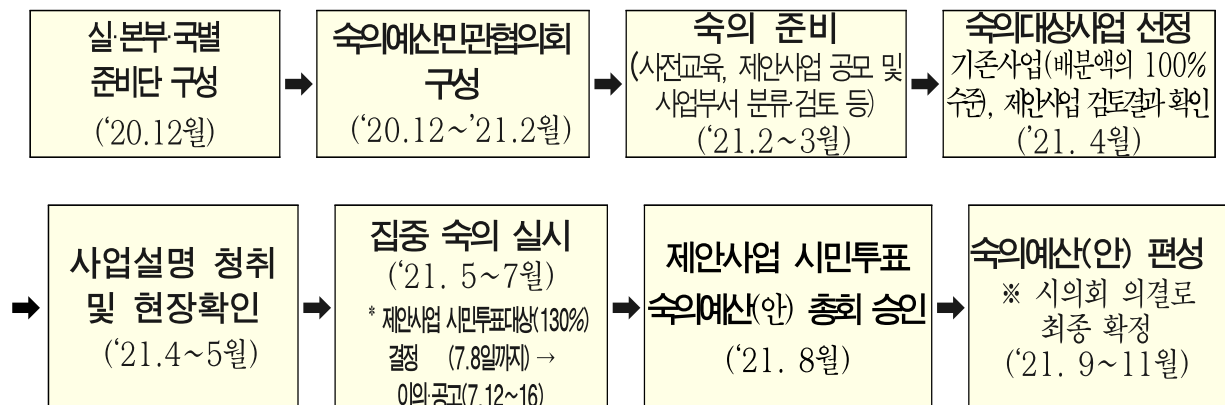 실·본부·국별
준비단 구성
(‘20.12월)
숙의예산민관협의회
구성
(‘20.12～’21.2월)
숙의 준비
(사전교육, 제안사업 공모 및
사업부서 분류·검토 등)
(‘21.2～3월)
숙의대상사업 선정
기존사업(배분액의 100%
수준), 제안사업 검토결과 확인
(‘21. 4월)
사업설명 청취
및 현장확인
(‘21.4～5월)
집중 숙의 실시
(‘21. 5～7월)
* 제안사업 시민투표대상(130%)
결정 (7.8일까지) →
이의·공고(7.12～16)
제안사업 시민투표
숙의예산(안) 총회 승인
(‘21. 8월)
숙의예산(안) 편성
※ 시의회 의결로
최종 확정
(‘21. 9～11월)